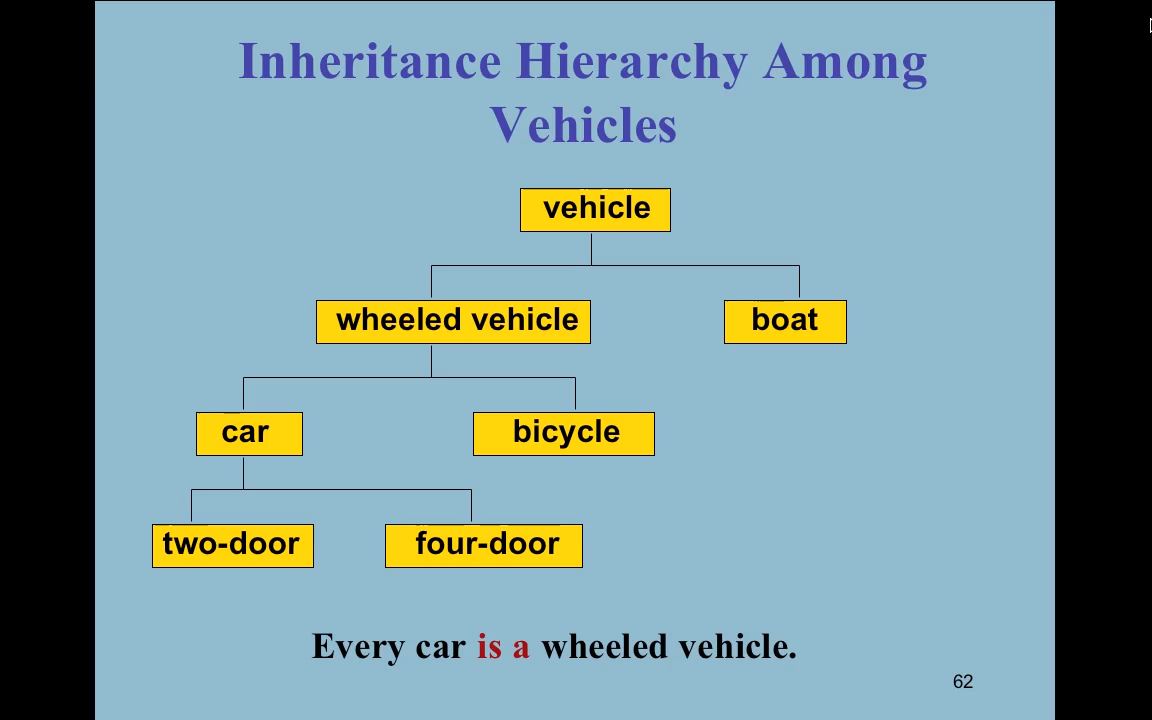 Inheritance Hierarchy Among
Vehicles
vehicle
wheeled vehicle
boat
car
bicycle
two-door
four-door
Every car is a wheeled vehicle.
62